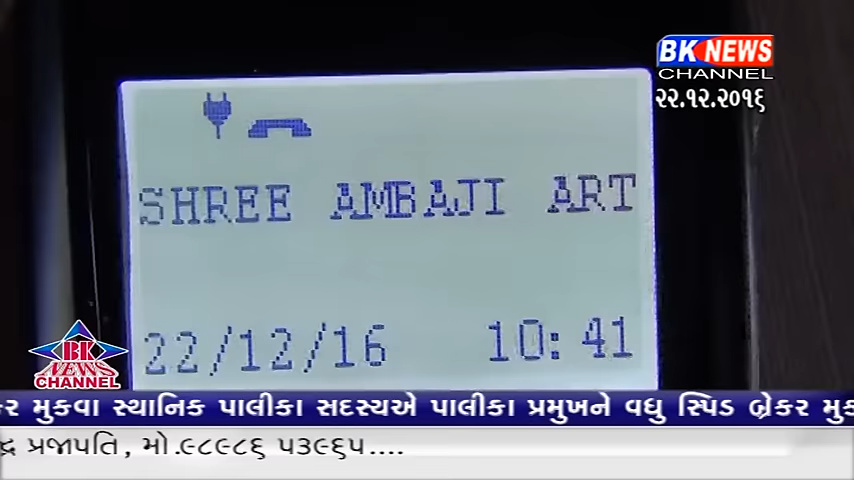 BK NEWS
CHANNEL
૨૨.૧૨.૨૦૧૬
SHREE AMBAJI ART
22/12/16 10:41
BK
NEWS
CHANNEL
કર મુકવા સ્થાનિક પાલીકા સદસ્યએ પાલીકા પ્રમુખને વધુ સ્પિડ બ્રેકર મુક
દ્ર પ્રજાપતિ, મો.૯૮૯૮૬ ૫૩૯૬૫....